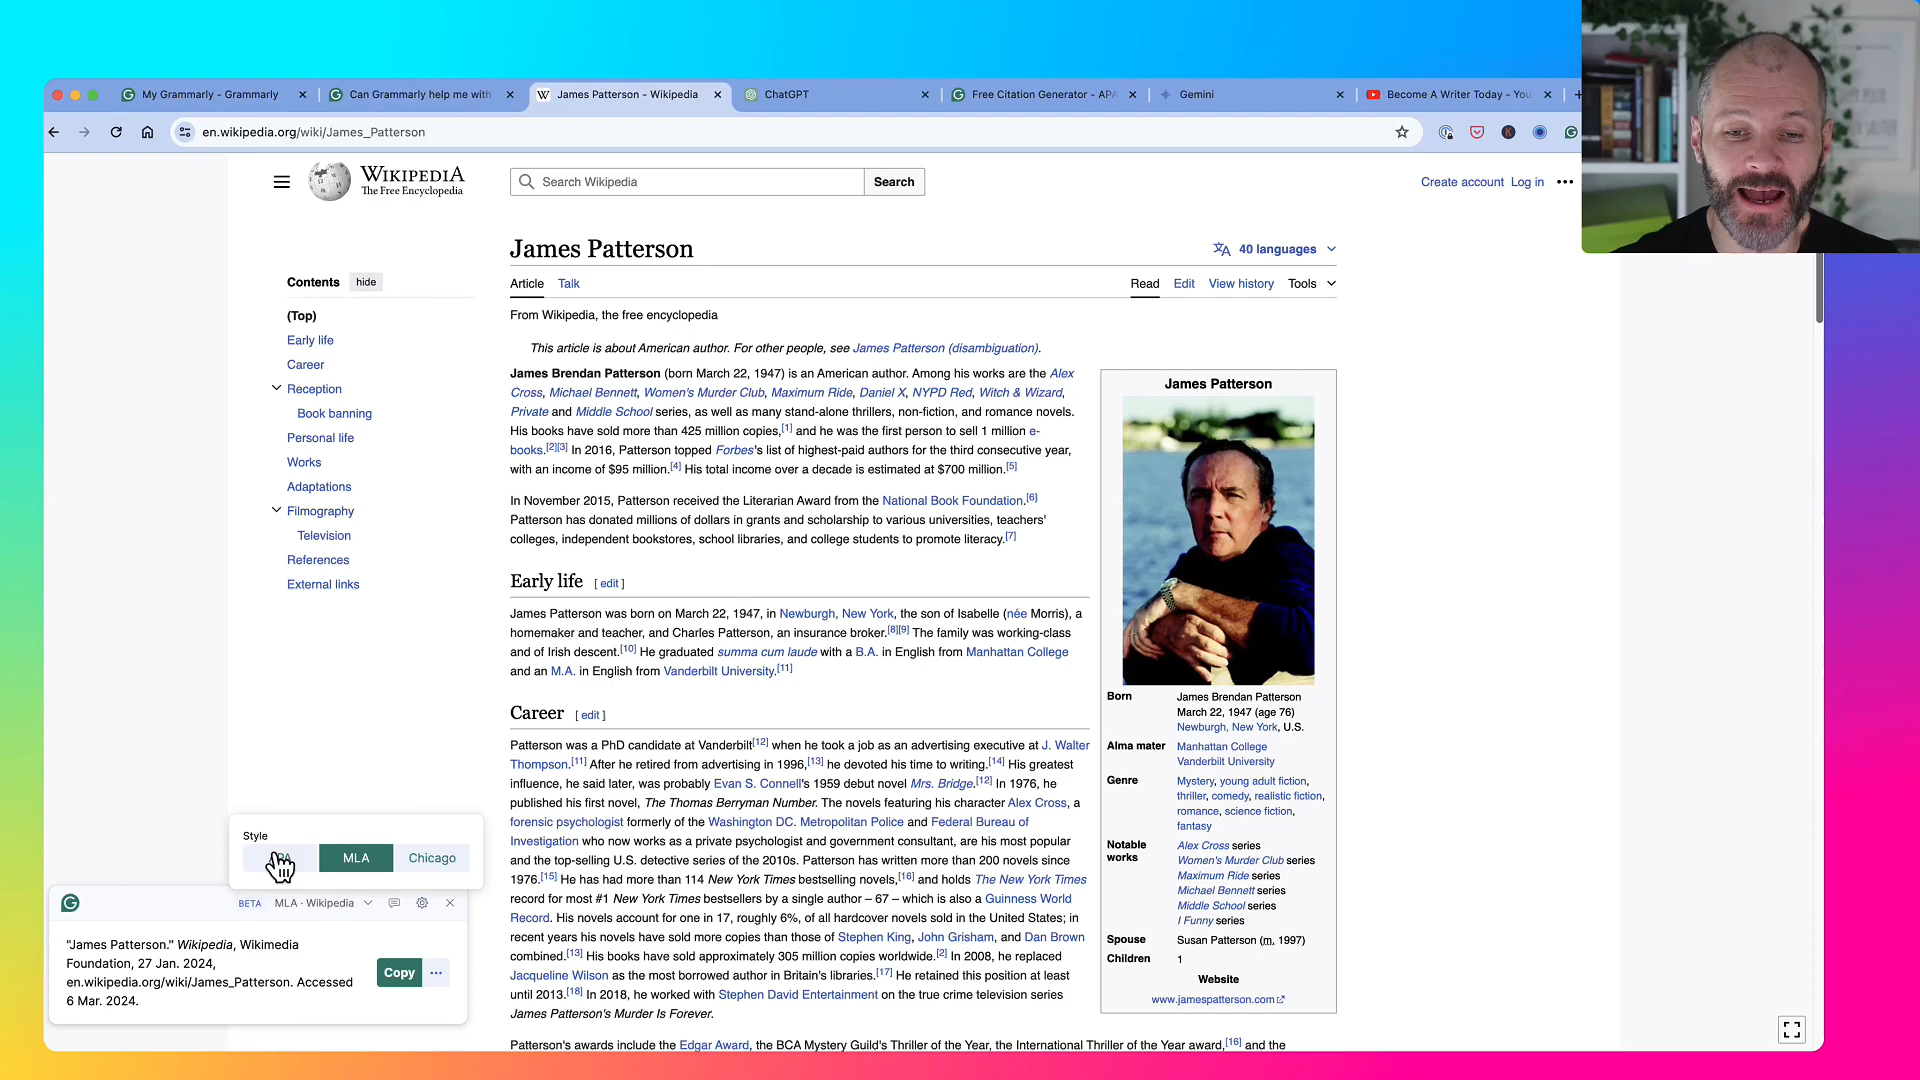 My Grammarly - Grammarly
Can Grammarly help me with
James Patterson - Wikipedia
ChatGPT
Free Citation Generator - APA
Gemini
Become A Writer Today - You
en.wikipedia.org/wiki/James_Patterson
WIKIPEDIA
The Free Encyclopedia
Search Wikipedia
Search
Create account Log in
James Patterson
40 languages
Contents hide
Article Talk
Read Edit View history Tools
(Top)
Early life
Career
Reception
Book banning
Personal life
Works
Adaptations
Filmography
Television
References
External links
From Wikipedia, the free encyclopedia
This article is about American author. For other people, see James Patterson (disambiguation).
James Brendan Patterson (born March 22, 1947) is an American author. Among his works are the Alex
Cross, Michael Bennett, Women's Murder Club, Maximum Ride, Daniel X, NYPD Red, Witch & Wizard,
Private and Middle School series, as well as many stand-alone thrillers, non-fiction, and romance novels.
His books have sold more than 425 million copies,[1] and he was the first person to sell 1 million e-
books.[2][3] In 2016, Patterson topped Forbes's list of highest-paid authors for the third consecutive year,
with an income of $95 million.[4] His total income over a decade is estimated at $700 million.[5]
In November 2015, Patterson received the Literarian Award from the National Book Foundation.[6]
Patterson has donated millions of dollars in grants and scholarship to various universities, teachers'
colleges, independent bookstores, school libraries, and college students to promote literacy.[7]
Early life [ edit ]
James Patterson was born on March 22, 1947, in Newburgh, New York, the son of Isabelle (née Morris), a
homemaker and teacher, and Charles Patterson, an insurance broker.[8][9] The family was working-class
and of Irish descent.[10] He graduated summa cum laude with a B.A. in English from Manhattan College
and an M.A. in English from Vanderbilt University.[11]
Career [ edit ]
Patterson was a PhD candidate at Vanderbilt[12] when he took a job as an advertising executive at J. Walter
Thompson.[11] After he retired from advertising in 1996,[13] he devoted his time to writing.[14] His greatest
influence, he said later, was probably Evan S. Connell's 1959 debut novel Mrs. Bridge.[12] In 1976, he
published his first novel, The Thomas Berryman Number. The novels featuring his character Alex Cross, a
forensic psychologist formerly of the Washington DC. Metropolitan Police and Federal Bureau of
Investigation who now works as a private psychologist and government consultant, are his most popular
and the top-selling U.S. detective series of the 2010s. Patterson has written more than 200 novels since
1976.[15] He has had more than 114 New York Times bestselling novels,[16] and holds The New York Times
record for most #1 New York Times bestsellers by a single author – 67 – which is also a Guinness World
Record. His novels account for one in 17, roughly 6%, of all hardcover novels sold in the United States; in
recent years his novels have sold more copies than those of Stephen King, John Grisham, and Dan Brown
combined.[13] His books have sold approximately 305 million copies worldwide.[2] In 2008, he replaced
Jacqueline Wilson as the most borrowed author in Britain's libraries.[17] He retained this position at least
until 2013.[18] In 2018, he worked with Stephen David Entertainment on the true crime television series
James Patterson's Murder Is Forever.
Patterson's awards include the Edgar Award, the BCA Mystery Guild's Thriller of the Year, the International Thriller of the Year award,[16] and the
James Patterson
Born James Brendan Patterson
March 22, 1947 (age 76)
Newburgh, New York, U.S.
Alma mater Manhattan College
Vanderbilt University
Genre Mystery, young adult fiction,
thriller, comedy, realistic fiction,
romance, science fiction,
fantasy
Notable works Alex Cross series
Women's Murder Club series
Maximum Ride series
Michael Bennett series
Middle School series
I Funny series
Spouse Susan Patterson (m. 1997)
Children 1
Website
www.jamespatterson.com
Style
MLA Chicago
BETA MLA · Wikipedia
"James Patterson." Wikipedia, Wikimedia
Foundation, 27 Jan. 2024,
en.wikipedia.org/wiki/James_Patterson. Accessed
6 Mar. 2024.
Copy